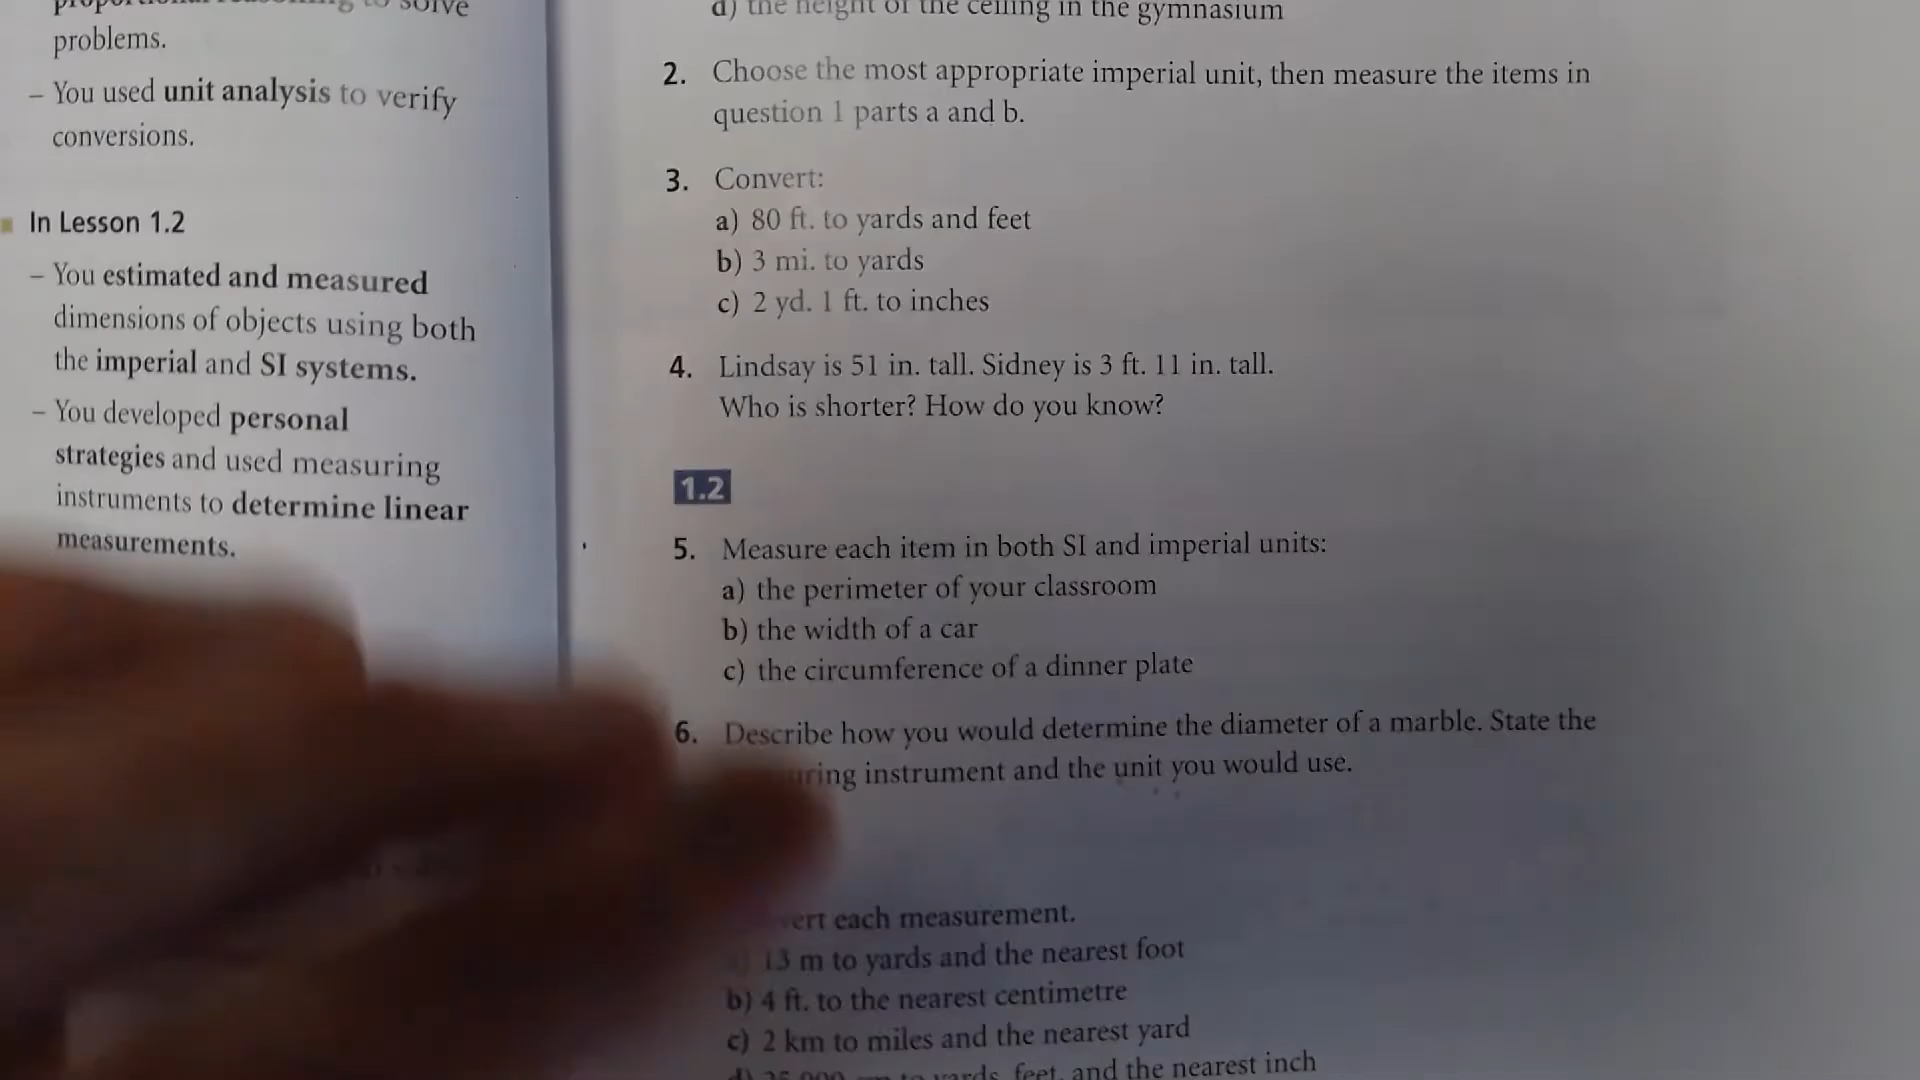 solve
problems.
– You used unit analysis to verify
conversions.
In Lesson 1.2
– You estimated and measured
dimensions of objects using both
the imperial and SI systems.
– You developed personal
strategies and used measuring
instruments to determine linear
measurements.
d) the height of the ceiling in the gymnasium
2. Choose the most appropriate imperial unit, then measure the items in
question 1 parts a and b.
3. Convert:
a) 80 ft. to yards and feet
b) 3 mi. to yards
c) 2 yd. 1 ft. to inches
4. Lindsay is 51 in. tall. Sidney is 3 ft. 11 in. tall.
Who is shorter? How do you know?
1.2
5. Measure each item in both SI and imperial units:
a) the perimeter of your classroom
b) the width of a car
c) the circumference of a dinner plate
6. Describe how you would determine the diameter of a marble. State the
instrument and the unit you would use.
each measurement.
a) 13 m to yards and the nearest foot
b) 4 ft. to the nearest centimetre
c) 2 km to miles and the nearest yard
to yards, feet, and the nearest inch